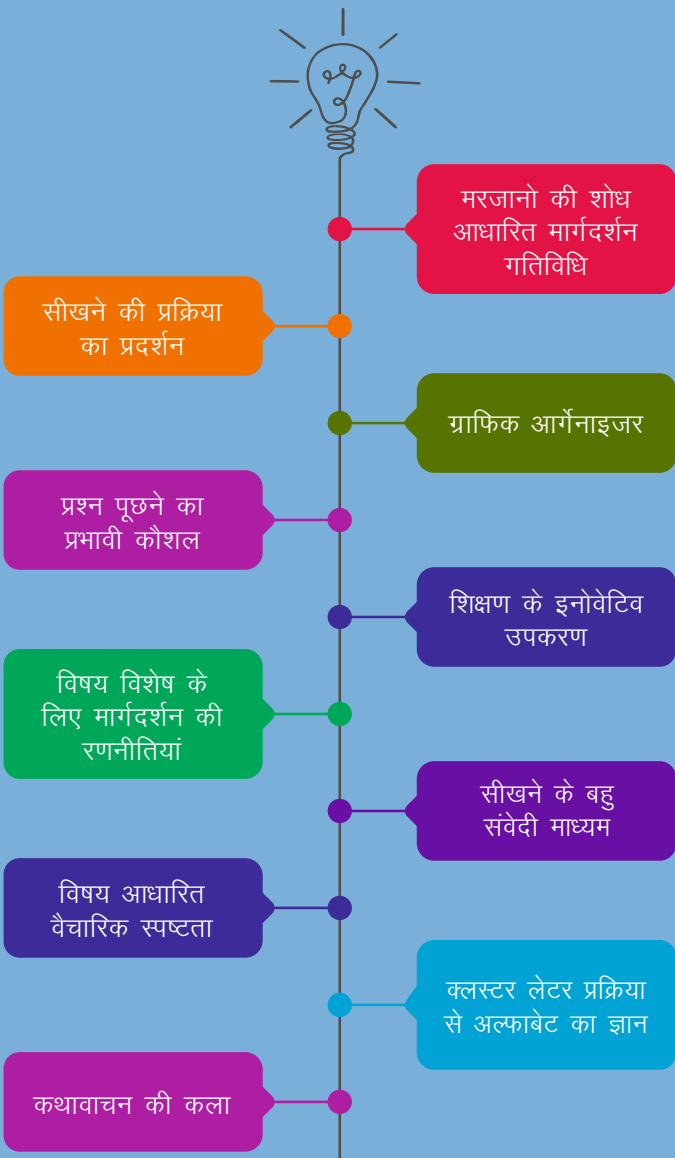 मरजानो की शोध
आधारित मार्गदर्शन
गतिविधि
सीखने की प्रक्रिया
का प्रदर्शन
ग्राफिक आर्गेनाइजर
प्रश्न पूछने का
प्रभावी कौशल
शिक्षण के इनोवेटिव
उपकरण
विषय विशेष के
लिए मार्गदर्शन की
रणनीतियां
सीखने के बहु
संवेदी माध्यम
विषय आधारित
वैचारिक स्पष्टता
क्लस्टर लेटर प्रक्रिया
से अल्फाबेट का ज्ञान
कथावाचन की कला